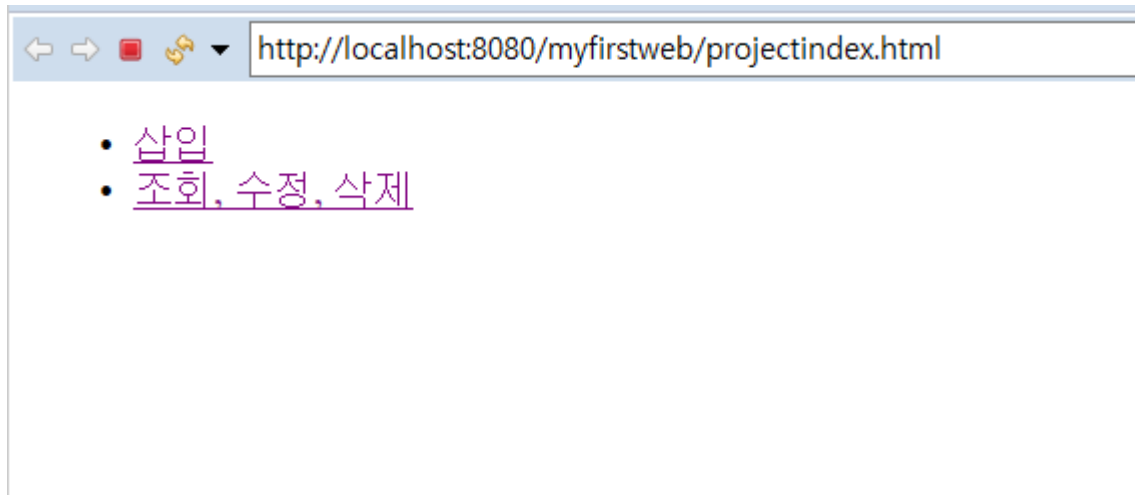 http://localhost:8080/myfirstweb/projectindex.html
삽입
조회, 수정, 삭제